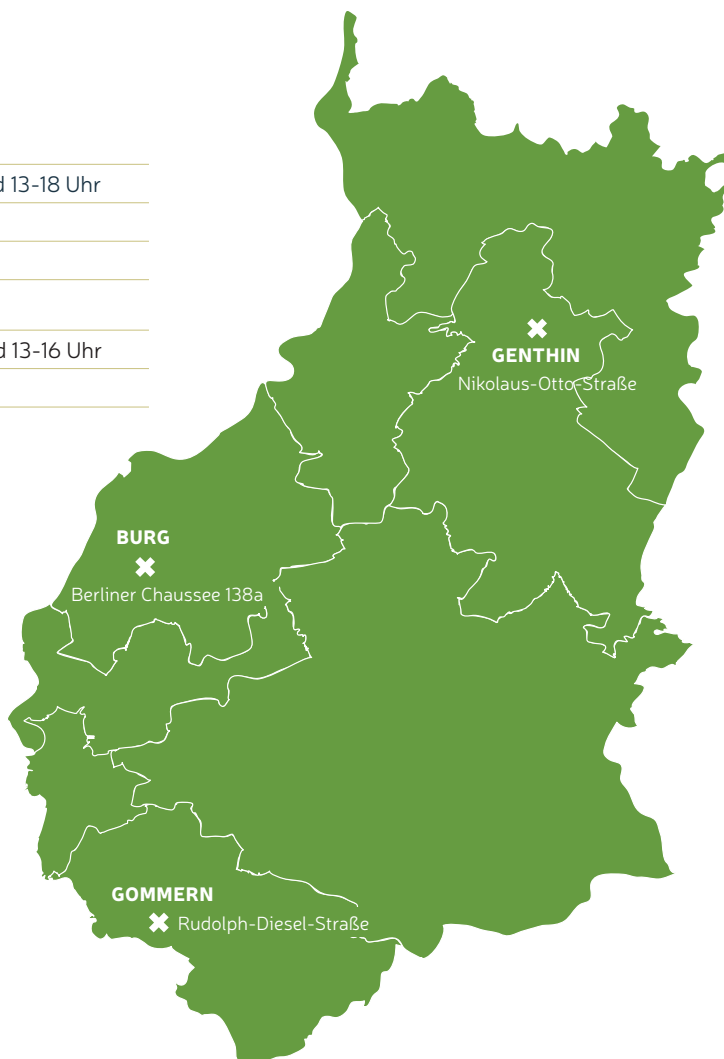 13-18 Uhr
13-16 Uhr
GENTHIN
Nikolaus-Otto-Straße
BURG
Berliner Chaussee 138a
GOMMERN
Rudolph-Diesel-Straße